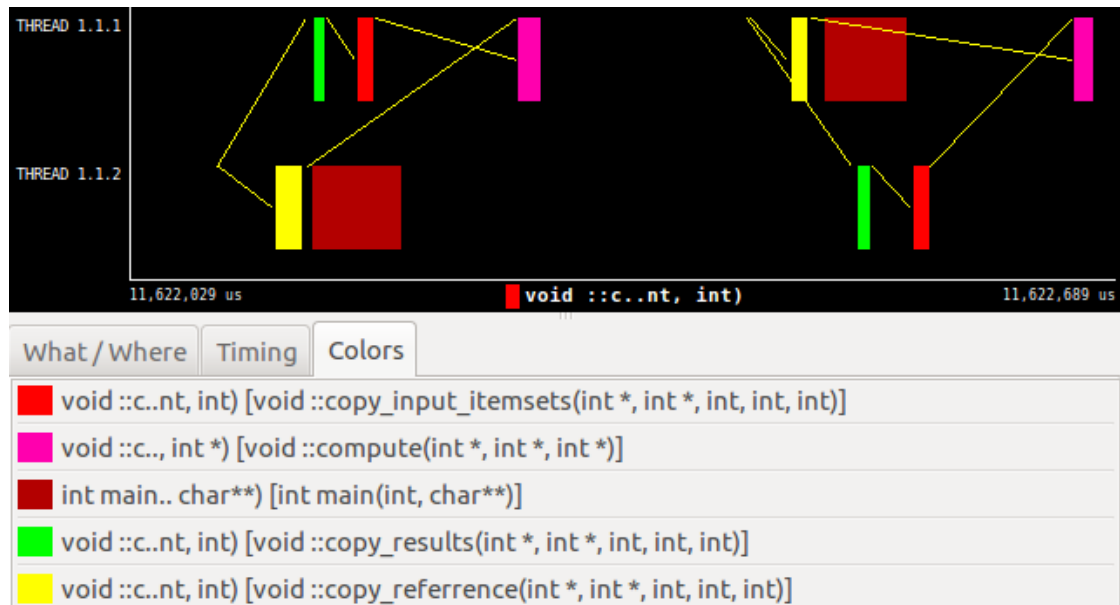 THREAD 1.1.1
THREAD 1.1.2
11,622,029 us void ::c..nt, int) 11,622,689 us
What / Where Timing Colors
void ::c..nt, int) [void ::copy_input_itemsets(int *, int *, int, int, int)]
void ::c.., int *) [void ::compute(int *, int *, int *)]
int main.. char**) [int main(int, char**)]
void ::c..nt, int) [void ::copy_results(int *, int *, int, int, int)]
void ::c..nt, int) [void ::copy_referrence(int *, int *, int, int, int)]